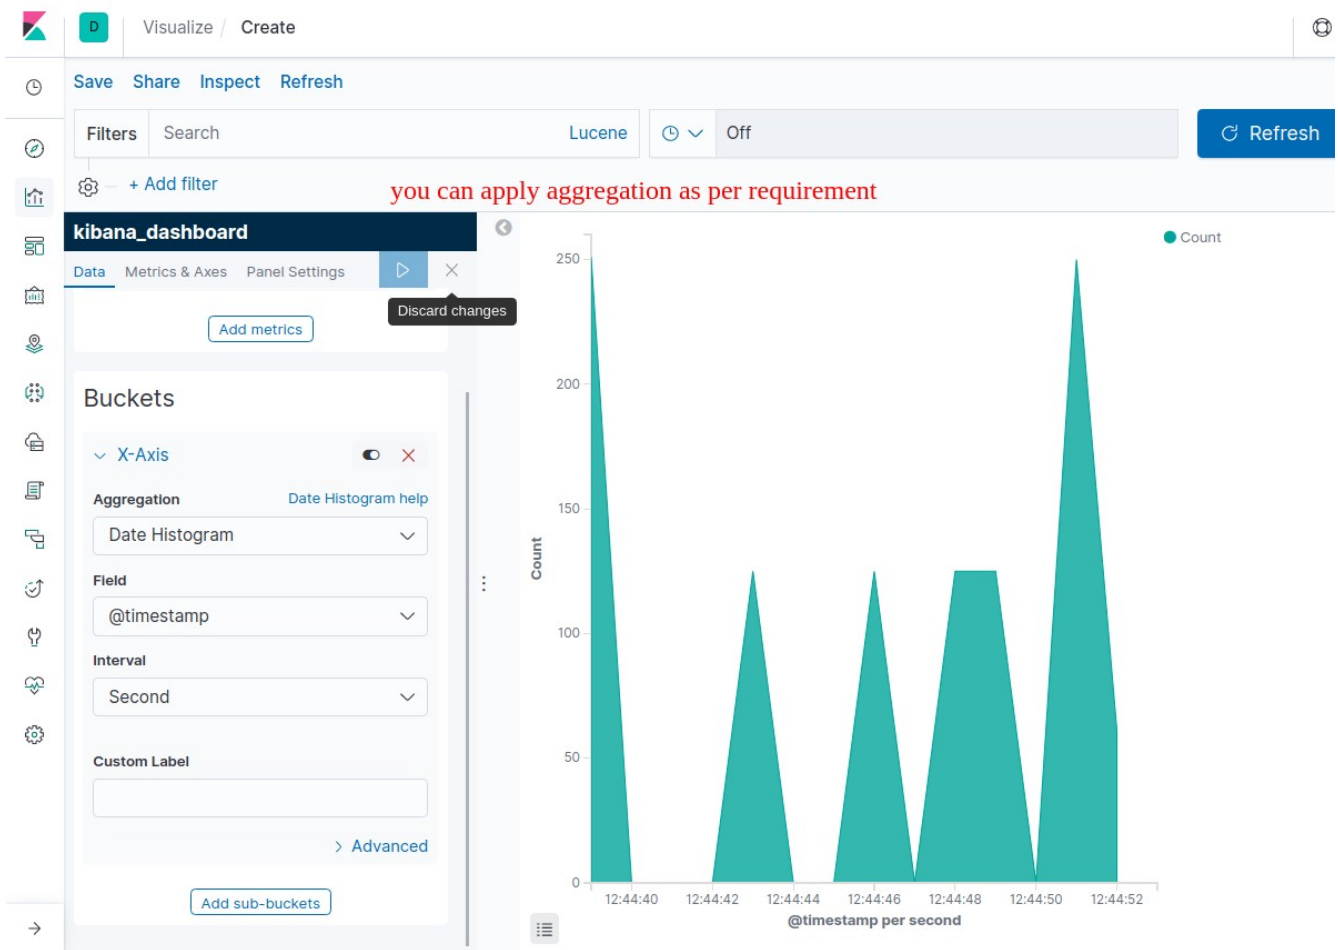 D Visualize / Create
Save Share Inspect Refresh
Filters Search Lucene Off Refresh
+ Add filter
you can apply aggregation as per requirement
kibana_dashboard
Data Metrics & Axes Panel Settings
Discard changes
Add metrics
Buckets
X-Axis
Aggregation Date Histogram help
Date Histogram
Field
@timestamp
Interval
Second
Custom Label
Advanced
Add sub-buckets
Count
250
200
150
100
50
0
Count
12:44:40 12:44:42 12:44:44 12:44:46 12:44:48 12:44:50 12:44:52
@timestamp per second